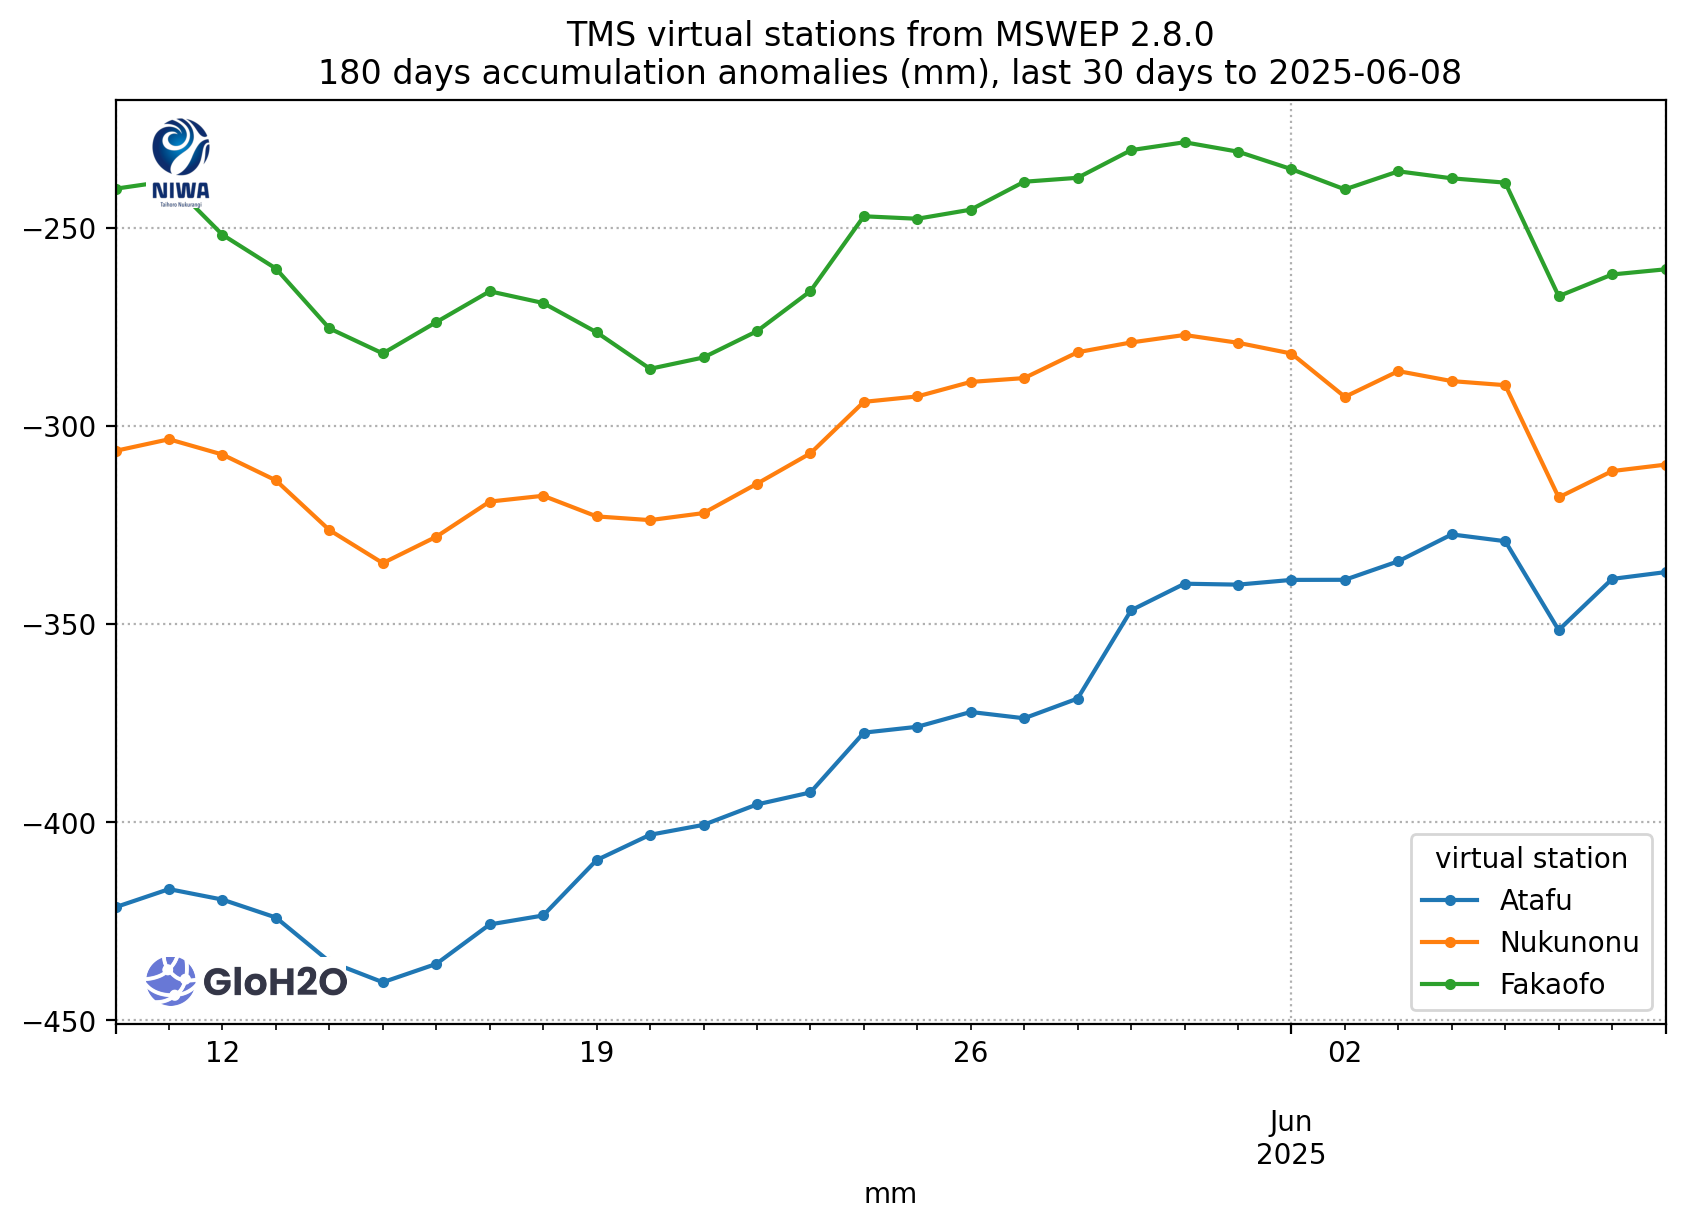 TMS virtual stations from MSWEP 2.8.0
180 days accumulation anomalies (mm), last 30 days to 2025-06-08
NIWA
Taihoro Nukurangi
−250
−300
−350
−400
−450
GloH2O
virtual station
Atafu
Nukunonu
Fakaofo
12 19 26 02
Jun
2025
mm